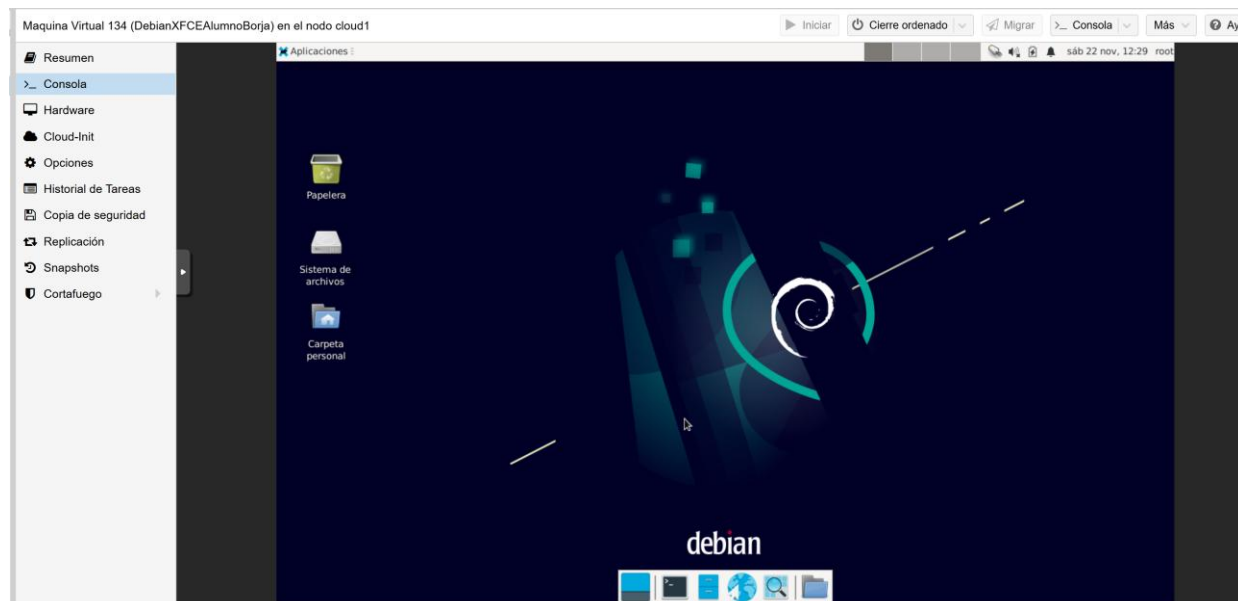 Maquina Virtual 134 (DebianXFCEAlumnoBorja) en el nodo cloud1
Iniciar
Cierre ordenado
Migrar
>_ Consola
Más
Ay
Resumen
>_ Consola
Hardware
Cloud-Init
Opciones
Historial de Tareas
Copia de seguridad
Replicación
Snapshots
Cortafuego
Aplicaciones
sáb 22 nov, 12:29 root
Papelera
Sistema de
archivos
Carpeta
personal
debian